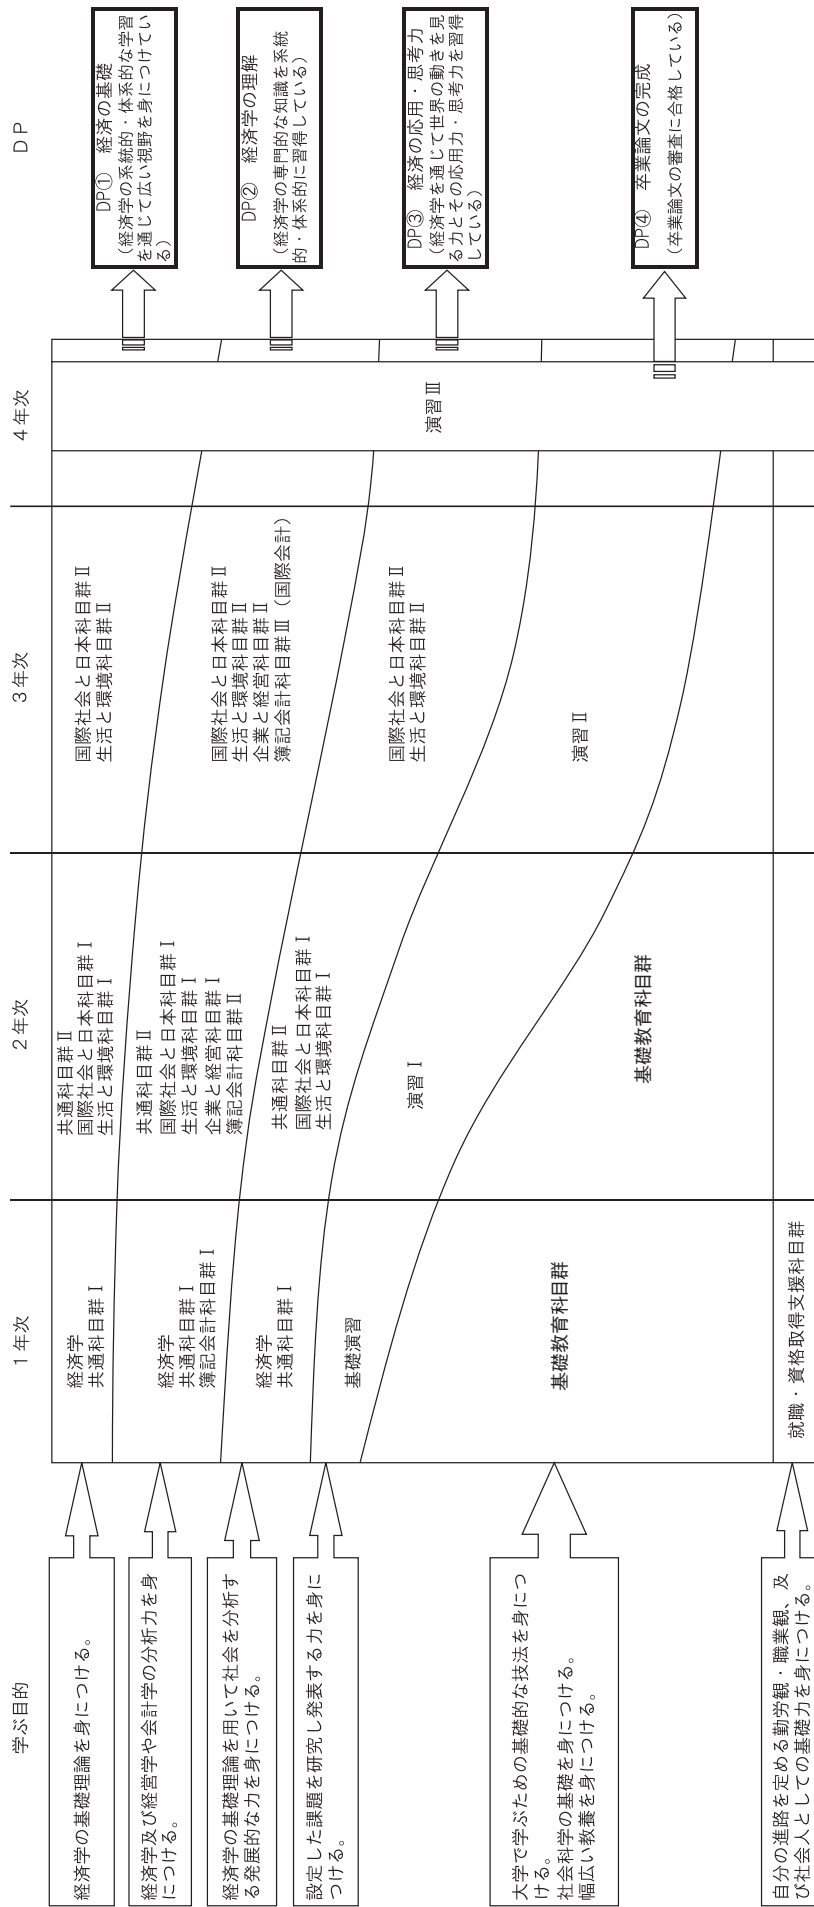 学ぶ目的
1年次
2年次
3年次
4年次
DP
経済学の基礎理論を身につける。
経済学
共通科目群Ⅰ
共通科目群Ⅱ
国際社会と日本科目群Ⅰ
生活と環境科目群Ⅰ
国際社会と日本科目群Ⅱ
生活と環境科目群Ⅱ
DP① 経済の基礎
(経済学の系統的・体系的な学習
を通じて広い視野を身につけてい
る)
経済学及び経営学や会計学の分析力を身
につける。
経済学
共通科目群Ⅰ
簿記会計科目群Ⅰ
共通科目群Ⅱ
国際社会と日本科目群Ⅰ
生活と環境科目群Ⅰ
企業と経営科目群Ⅰ
簿記会計科目群Ⅱ
国際社会と日本科目群Ⅱ
生活と環境科目群Ⅱ
企業と経営科目群Ⅱ
簿記会計科目群Ⅲ(国際会計)
DP② 経済学の理解
(経済学の専門的な知識を系統
的・体系的に習得している)
経済学の基礎理論を用いて社会を分析す
る発展的な力を身につける。
経済学
共通科目群Ⅰ
共通科目群Ⅱ
国際社会と日本科目群Ⅰ
生活と環境科目群Ⅰ
国際社会と日本科目群Ⅱ
生活と環境科目群Ⅱ
DP③ 経済の応用・思考力
(経済学を通じて世界の動きを見
る力とその応用力・思考力を習得
している)
設定した課題を研究し発表する力を身に
つける。
基礎演習
演習Ⅰ
演習Ⅱ
演習Ⅲ
DP④ 卒業論文の完成
(卒業論文の審査に合格している)
大学で学ぶための基礎的な技法を身につ
ける。
社会科学の基礎を身につける。
幅広い教養を身につける。
基礎教育科目群
基礎教育科目群
自分の進路を定める勤労観・職業観、及
び社会人としての基礎力を身につける。
就職・資格取得支援科目群